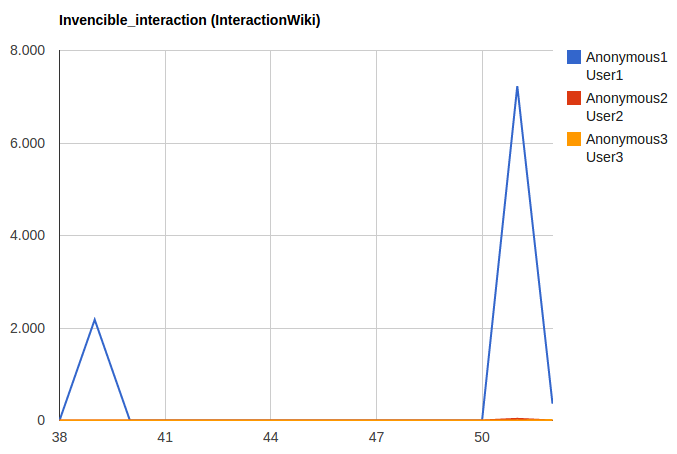 Invencible_interaction (InteractionWiki)
8.000
6.000
4.000
2.000
0
38
41
44
47
50
Anonymous1
User1
Anonymous2
User2
Anonymous3
User3